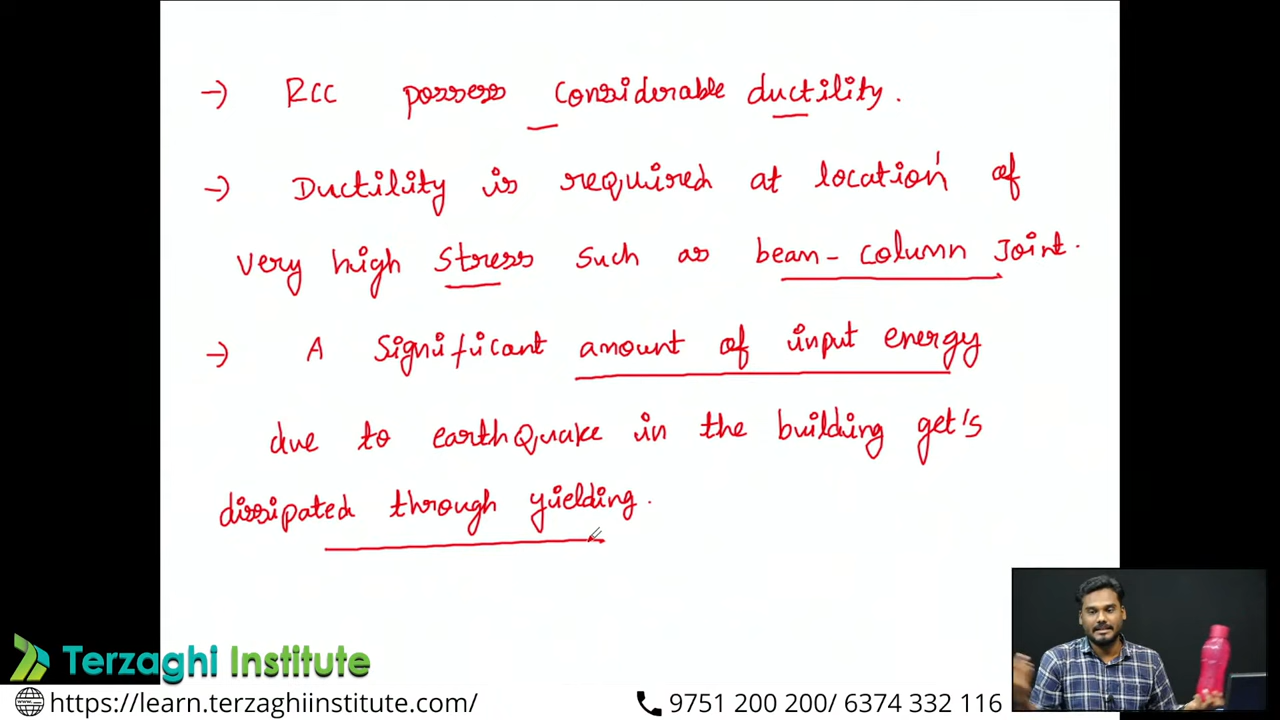 → RCC possess considerable ductility.
→ Ductility is required at location of
very high stress such as bean-column Joint.
→ A significant amount of input energy
due to earthquake in the building get's
dissipated through yielding.
Terzaghi Institute
https://learn.terzaghiinstitute.com/
9751 200 200/ 6374 332 116